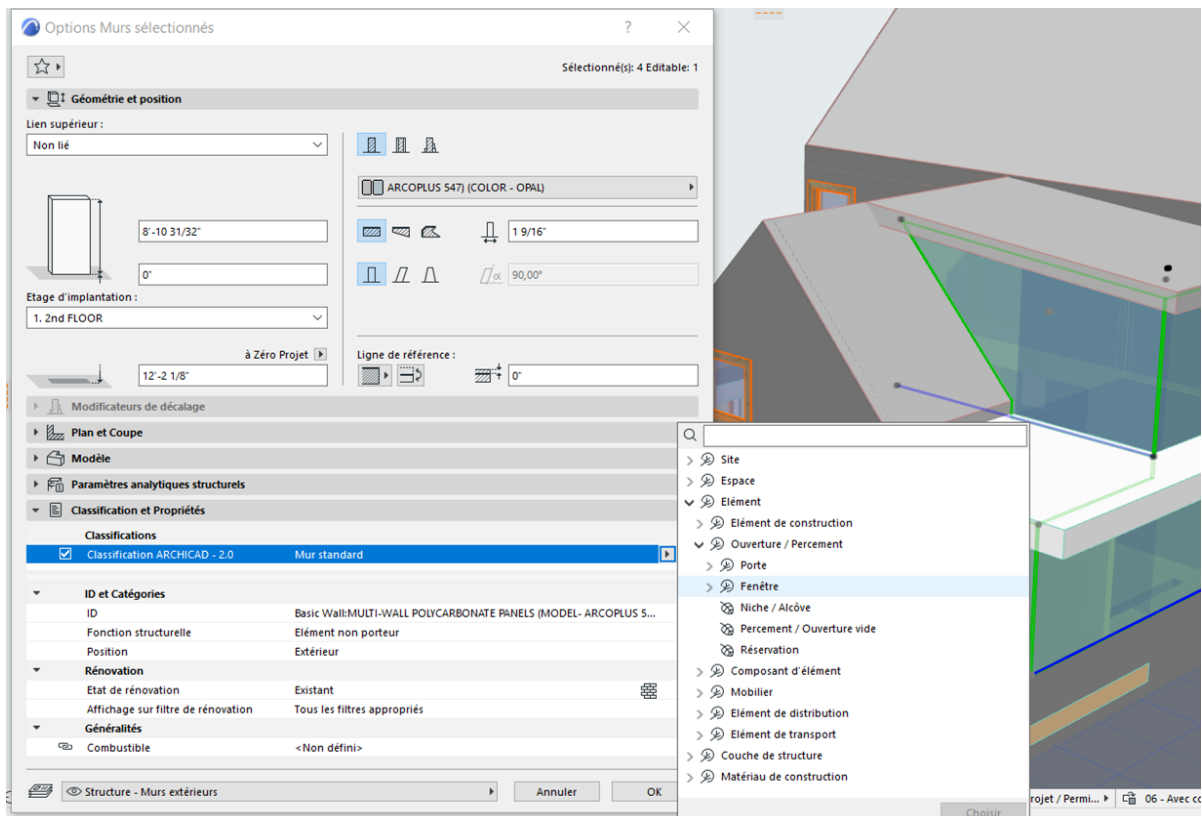 Options Murs sélectionnés
?
Sélectionné(s): 4 Editable: 1
Géométrie et position
Lien supérieur :
Non lié
ARCOPLUS 547) (COLOR - OPAL)
8'-10 31/32"
1 9/16"
0"
α
90,00°
Etage d'implantation :
1. 2nd FLOOR
à Zéro Projet
Ligne de référence :
12'-2 1/8"
0"
Modificateurs de décalage
Plan et Coupe
Modèle
Paramètres analytiques structurels
Classification et Propriétés
Classifications
Classification ARCHICAD - 2.0 Mur standard
ID et Catégories
ID Basic Wall:MULTI-WALL POLYCARBONATE PANELS (MODEL- ARCOPLUS 5...
Fonction structurelle Elément non porteur
Position Extérieur
Rénovation
Etat de rénovation Existant
Affichage sur filtre de rénovation Tous les filtres appropriés
Généralités
Combustible <Non défini>
Structure - Murs extérieurs
Annuler
OK
Site
Espace
Elément
Elément de construction
Ouverture / Percement
Porte
Fenêtre
Niche / Alcôve
Percement / Ouverture vide
Réservation
Composant d'élément
Mobilier
Elément de distribution
Elément de transport
Couche de structure
Matériau de construction
Choisir
rojet / Permi...
06 - Avec co